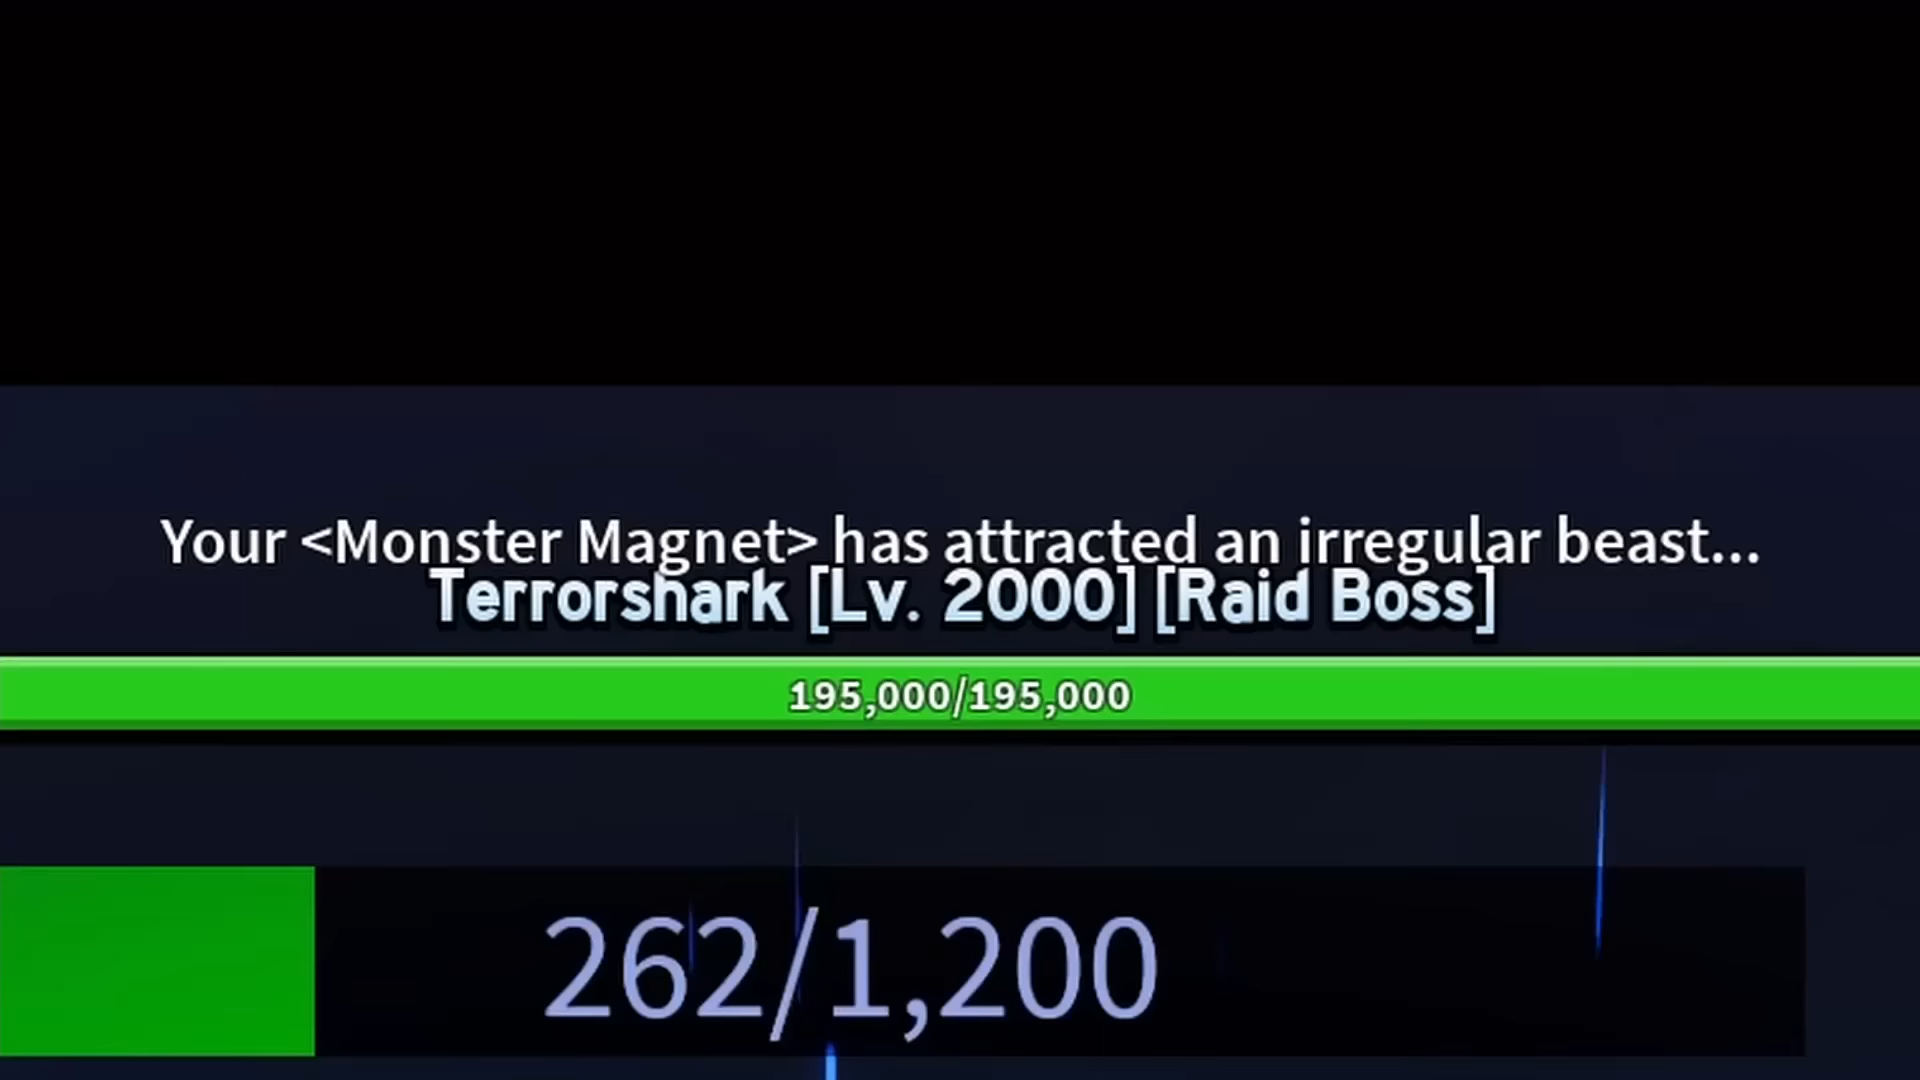 Your <Monster Magnet> has attracted an irregular beast...
Terrorshark [Lv. 2000] [Raid Boss]
195,000/195,000
262/1,200